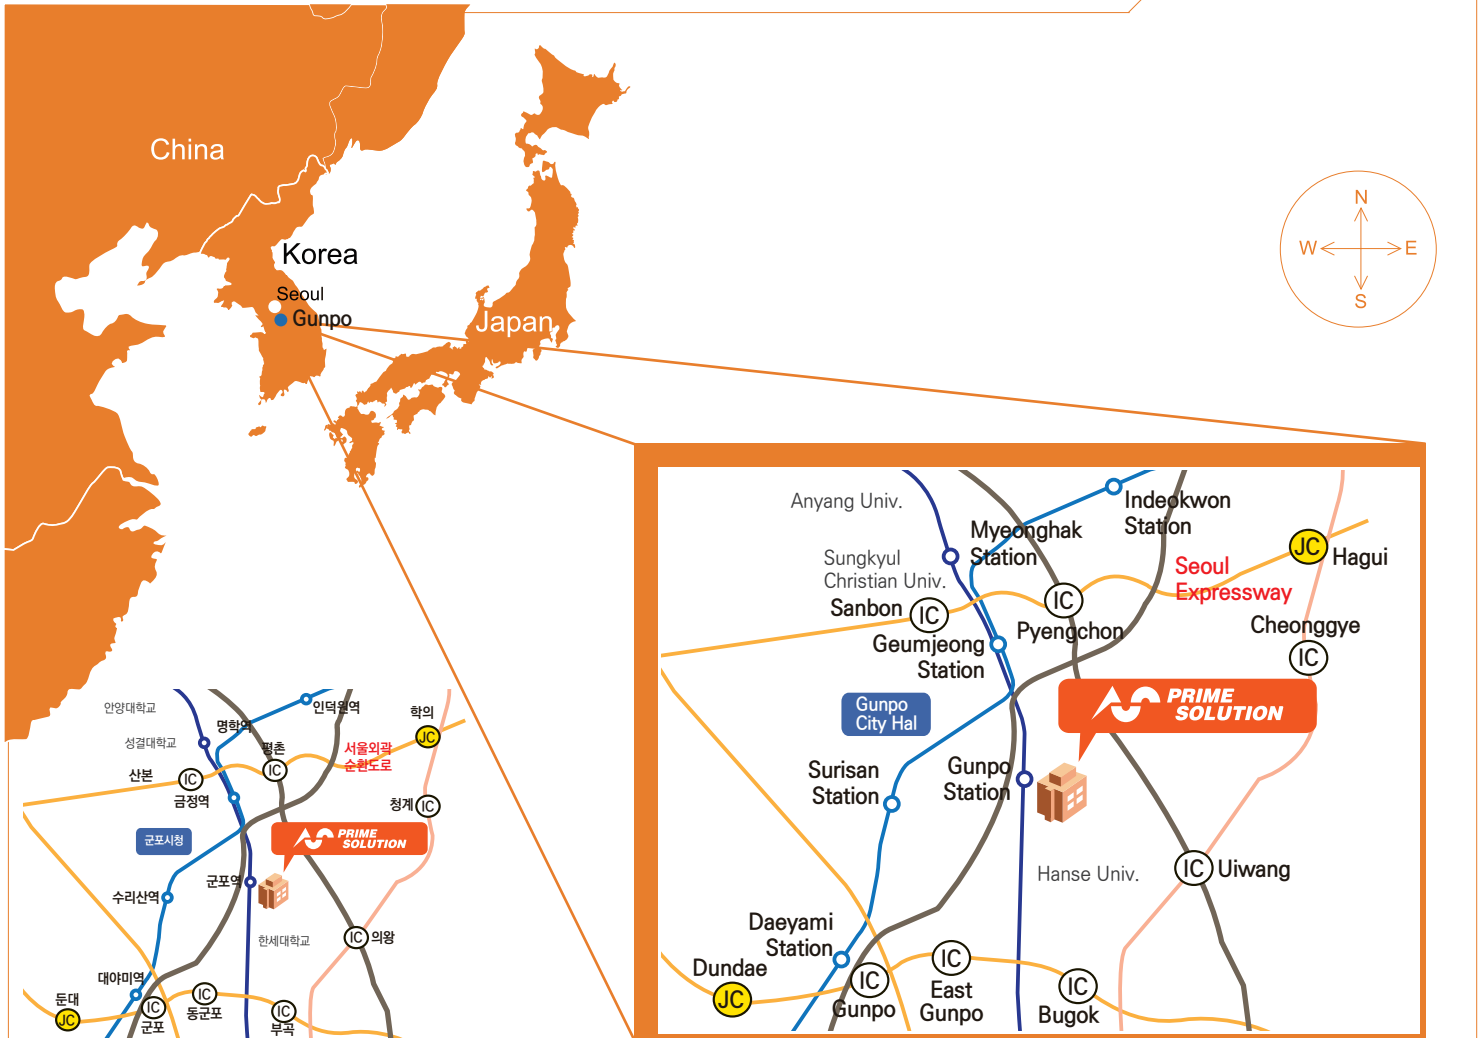 China
Korea
Seoul
Gunpo
Japan
N
W
E
S
Anyang Univ.
Indeokwon
Station
Myeonghak
Station
Sungkyul
Christian Univ.
Seoul
Expressway
JC
Hagui
Sanbon
IC
IC
Pyengchon
Cheonggye
IC
Geumjeong
Station
Gunpo
City Hal
PRIME
SOLUTION
Surisan
Station
Gunpo
Station
Hanse Univ.
IC
Uiwang
Daeyami
Station
Dundae
JC
IC
Gunpo
IC
East
Gunpo
IC
Bugok
안양대학교
인덕원역
학의
명학역
성결대학교
평촌
서울외곽
순환도로
JC
산본
IC
IC
금정역
청계
IC
군포시청
PRIME
SOLUTION
수리산역
군포역
한세대학교
IC
의왕
대야미역
둔대
JC
IC
군포
IC
동군포
IC
부곡